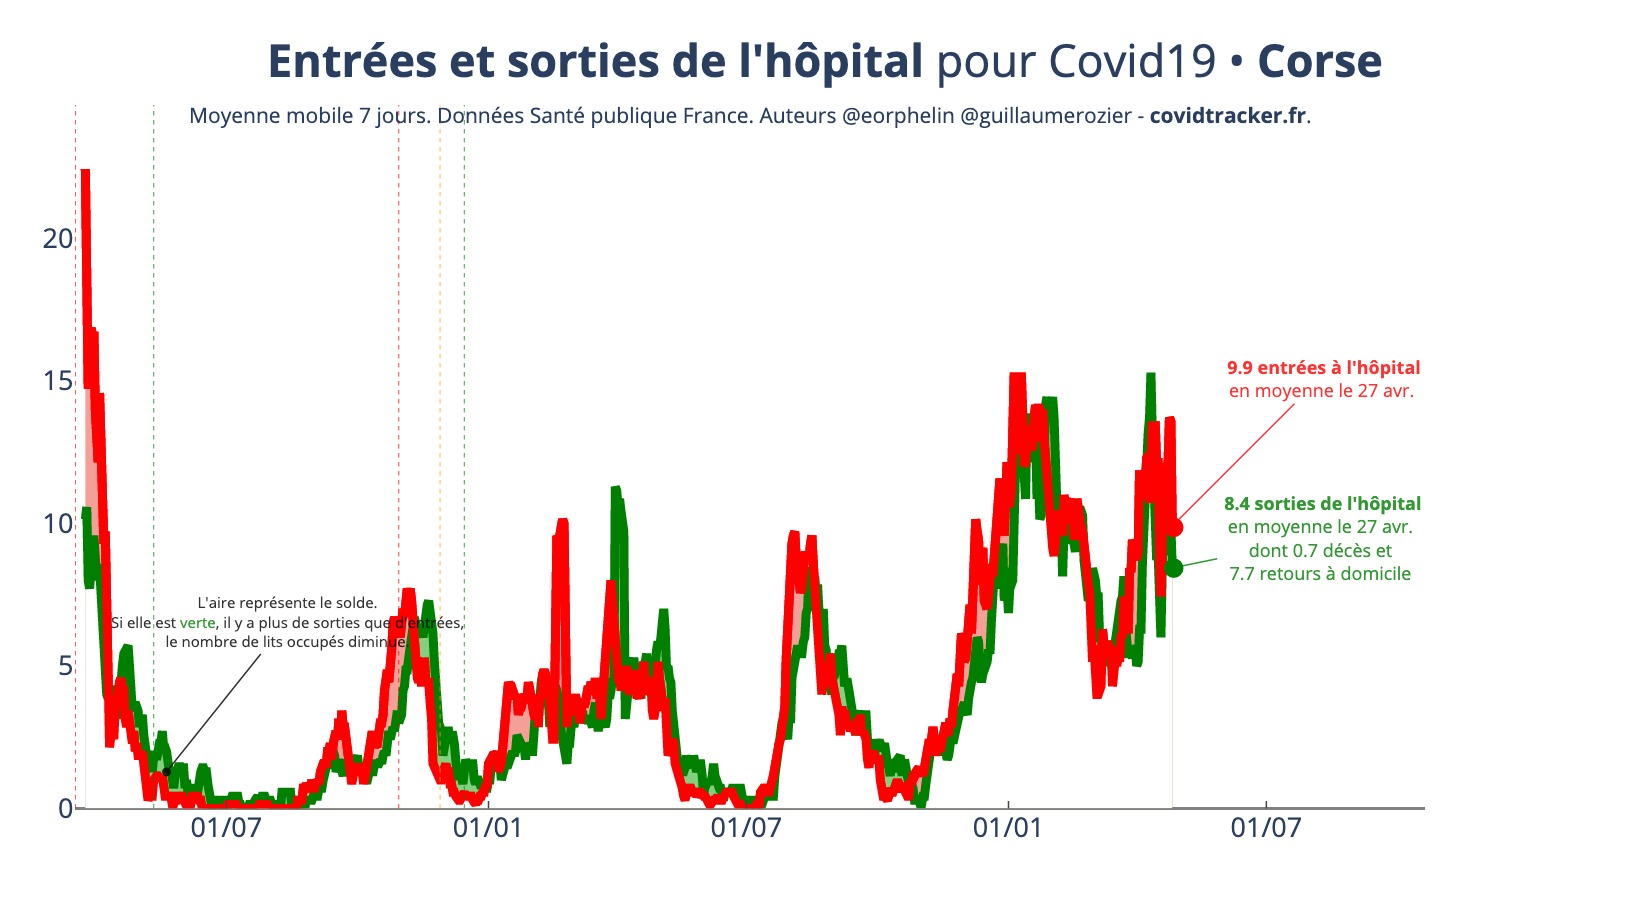 Entrées et sorties de l'hôpital pour Covid19 • Corse
Moyenne mobile 7 jours. Données Santé publique France. Auteurs @eorphelin @guillaumerozier - covidtracker.fr.
20
15
10
5
0
9.9 entrées à l'hôpital
en moyenne le 27 avr.
8.4 sorties de l'hôpital
en moyenne le 27 avr.
dont 0.7 décès et
7.7 retours à domicile
L'aire représente le solde.
Si elle est verte, il y a plus de sorties que d'entrées,
le nombre de lits occupés diminue.
01/07 01/01 01/07 01/01 01/07